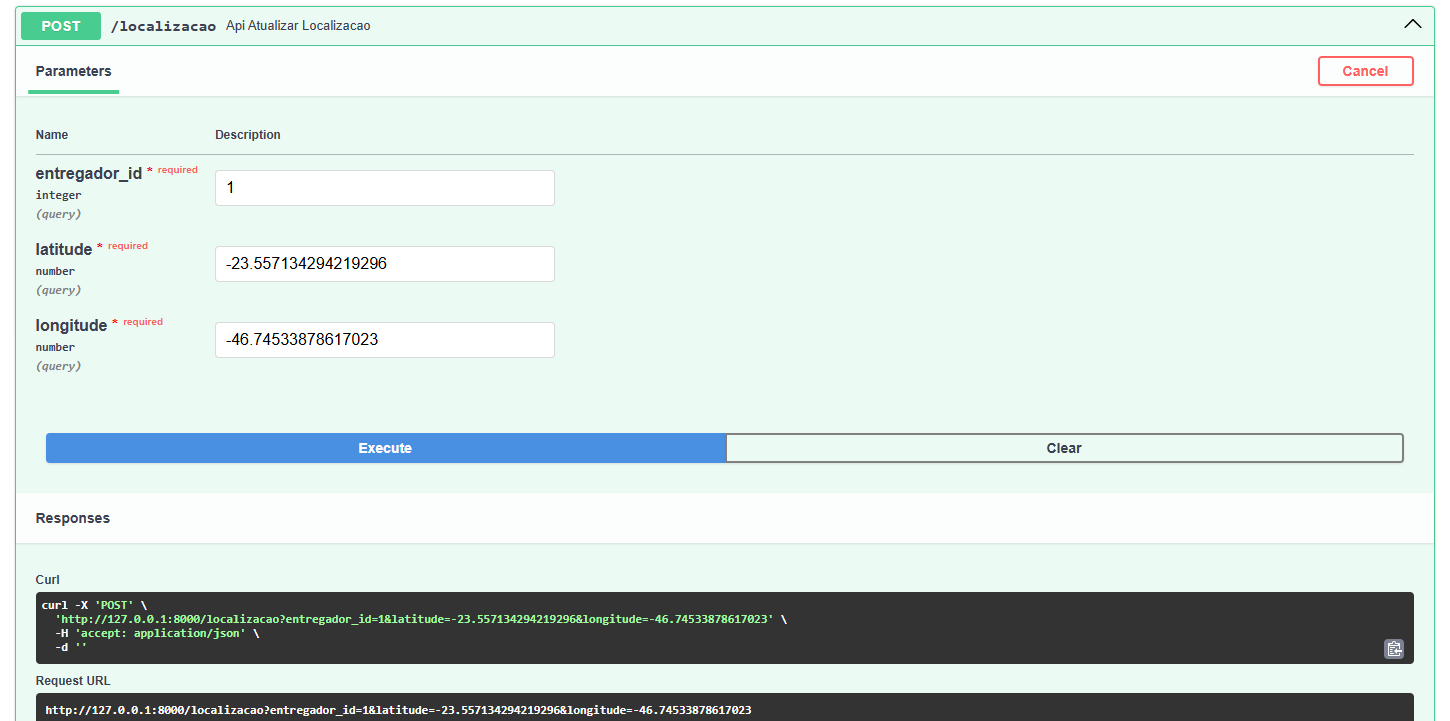 POST /localizacao Api Atualizar Localizacao
Parameters
Cancel
Name Description
entregador_id * required
integer
(query)
1
latitude * required
number
(query)
-23.557134294219296
longitude * required
number
(query)
-46.74533878617023
Execute Clear
Responses
Curl
curl -X 'POST' \
'http://127.0.0.1:8000/localizacao?entregador_id=1&latitude=-23.557134294219296&longitude=-46.74533878617023' \
-H 'accept: application/json' \
-d ''
Request URL
http://127.0.0.1:8000/localizacao?entregador_id=1&latitude=-23.557134294219296&longitude=-46.74533878617023